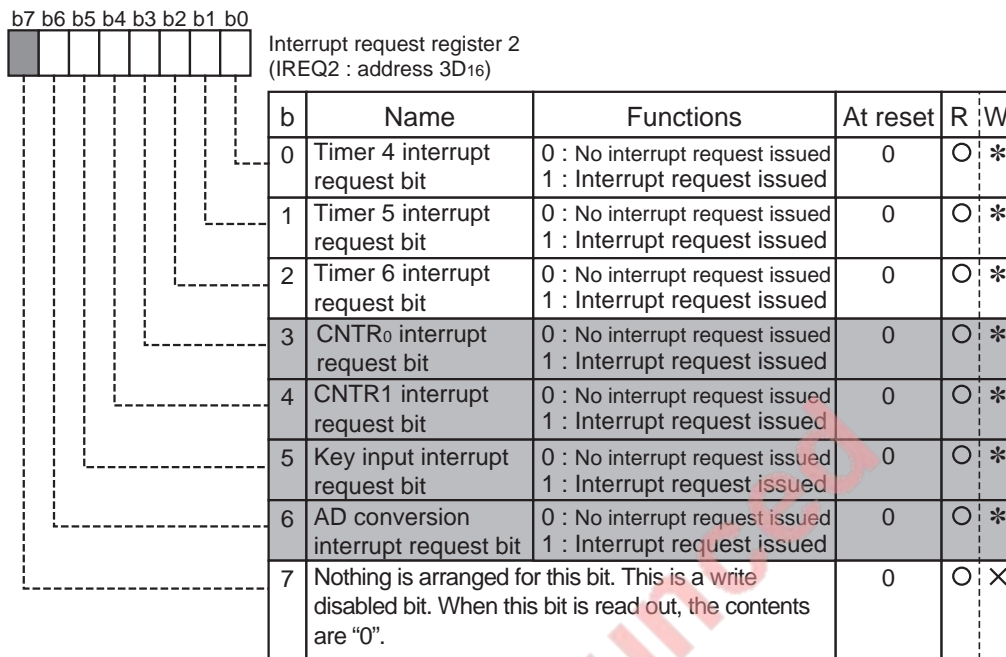 b7 b6 b5 b4 b3 b2 b1 b0
Interrupt request register 2
(IREQ2 : address 3D16)
b Name Functions At reset R W
0 Timer 4 interrupt request bit 0 : No interrupt request issued 0 O ✻
1 : Interrupt request issued
1 Timer 5 interrupt request bit 0 : No interrupt request issued 0 O ✻
1 : Interrupt request issued
2 Timer 6 interrupt request bit 0 : No interrupt request issued 0 O ✻
1 : Interrupt request issued
3 CNTR0 interrupt request bit 0 : No interrupt request issued 0 O ✻
1 : Interrupt request issued
4 CNTR1 interrupt request bit 0 : No interrupt request issued 0 O ✻
1 : Interrupt request issued
5 Key input interrupt request bit 0 : No interrupt request issued 0 O ✻
1 : Interrupt request issued
6 AD conversion interrupt request bit 0 : No interrupt request issued 0 O ✻
1 : Interrupt request issued
7 Nothing is arranged for this bit. This is a write 0 O ×
disabled bit. When this bit is read out, the contents
are “0”.